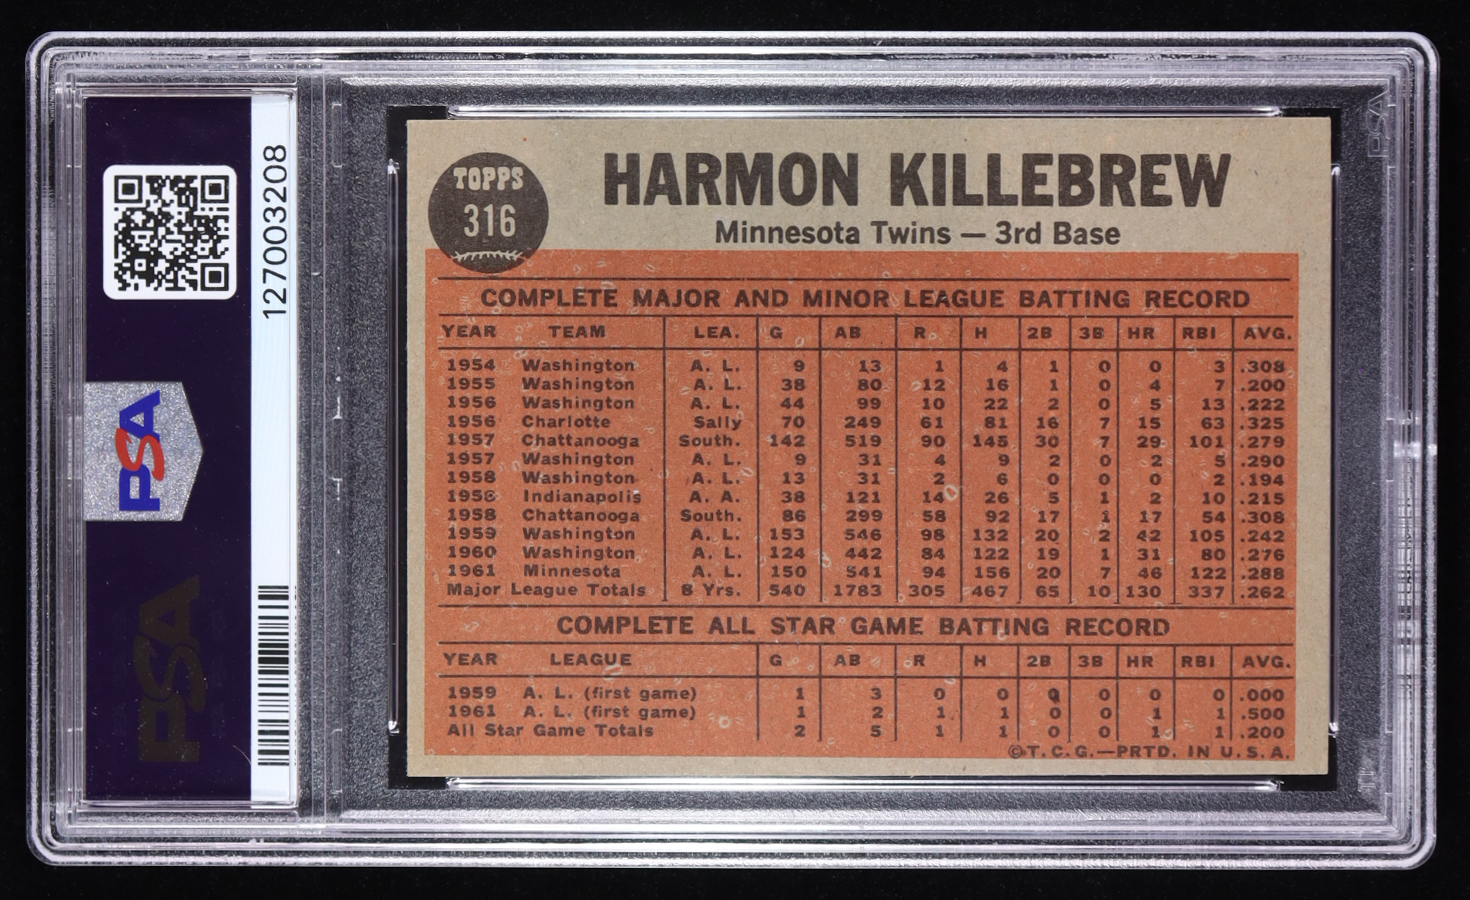 PSA
PSA
127003208
TOPPS
316
HARMON KILLEBREW
Minnesota Twins — 3rd Base
COMPLETE MAJOR AND MINOR LEAGUE BATTING RECORD
YEAR TEAM LEA. G AB R H 2B 3B HR RBI AVG.
1954 Washington A. L. 9 13 1 4 1 0 0 3 .308
1955 Washington A. L. 38 80 12 16 1 0 4 7 .200
1956 Washington A. L. 44 99 10 22 2 0 5 13 .222
1956 Charlotte Sally 70 249 61 81 16 7 15 63 .325
1957 Chattanooga South. 142 519 90 145 30 7 29 101 .279
1957 Washington A. L. 9 31 4 9 2 0 2 5 .290
1958 Washington A. L. 13 31 2 6 0 0 0 2 .194
1958 Indianapolis A. A. 38 121 14 26 5 1 2 10 .215
1958 Chattanooga South. 86 299 58 92 17 1 17 54 .308
1959 Washington A. L. 153 546 98 132 20 2 42 105 .242
1960 Washington A. L. 124 442 84 122 19 1 31 80 .276
1961 Minnesota A. L. 150 541 94 156 20 7 46 122 .288
Major League Totals 8 Yrs. 540 1783 305 467 65 10 130 337 .262
COMPLETE ALL STAR GAME BATTING RECORD
YEAR LEAGUE G AB R H 2B 3B HR RBI AVG.
1959 A. L. (first game) 1 3 0 0 0 0 0 0 .000
1961 A. L. (first game) 1 2 1 1 0 0 1 1 .500
All Star Game Totals 2 5 1 1 0 0 1 1 .200
©T.C.G.—PRTD. IN U.S.A.
PSA